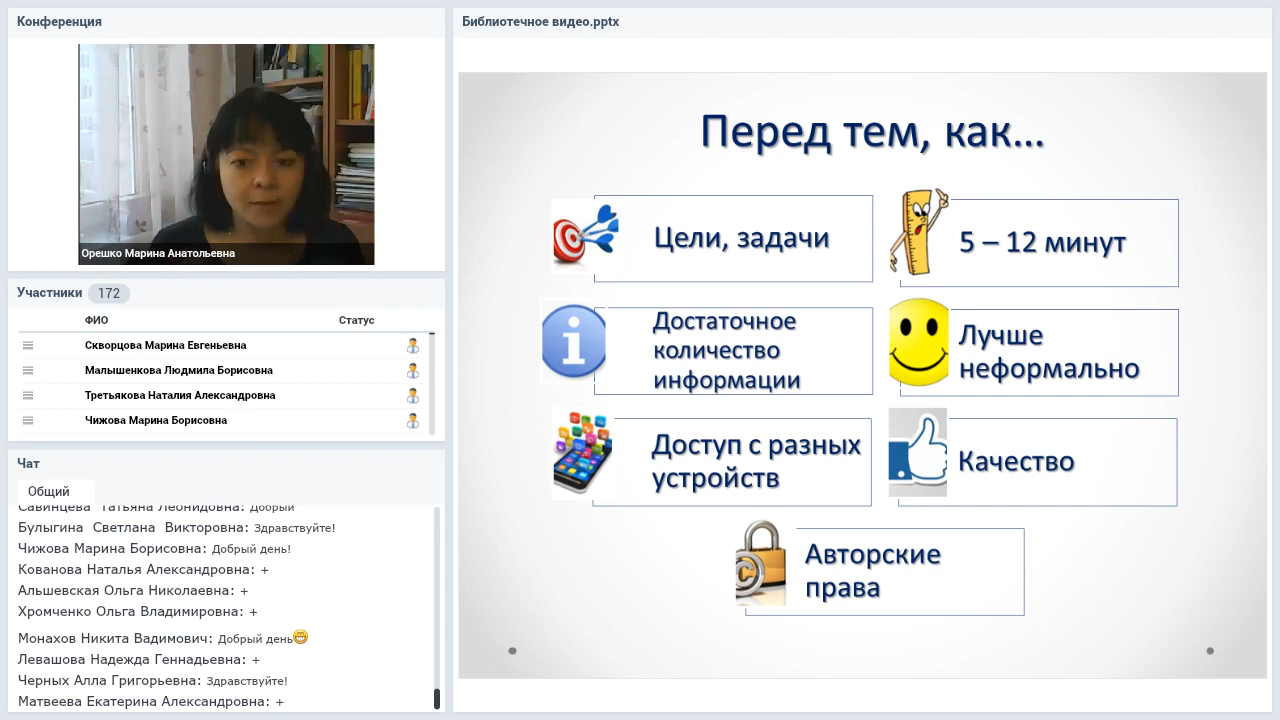 Конференция
Орешко Марина Анатольевна
Участники 172
ФИО Статус
Скворцова Марина Евгеньевна
Малышенкова Людмила Борисовна
Третьякова Наталия Александровна
Чижова Марина Борисовна
Чат
Общий
Савинцева Татьяна Леонидовна: Добрый
Булыгина Светлана Викторовна: Здравствуйте!
Чижова Марина Борисовна: Добрый день!
Кованова Наталья Александровна: +
Альшевская Ольга Николаевна: +
Хромченко Ольга Владимировна: +
Монахов Никита Вадимович: Добрый день
Левашова Надежда Геннадьевна: +
Черных Алла Григорьевна: Здравствуйте!
Матвеева Екатерина Александровна: +
Библиотечное видео.pptx
Перед тем, как...
Цели, задачи
5 – 12 минут
Достаточное
количество
информации
Лучше
неформально
Доступ с разных
устройств
Качество
Авторские
права